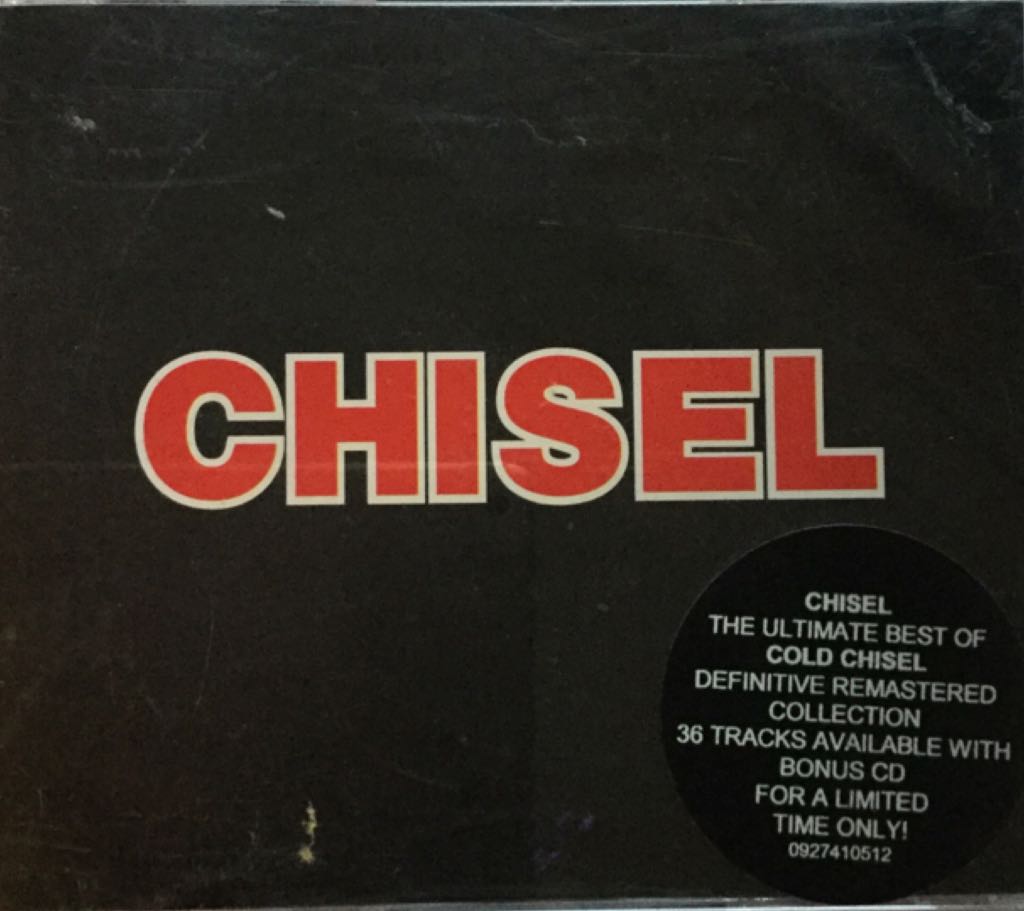 CHISEL
CHISEL
THE ULTIMATE BEST OF
COLD CHISEL
DEFINITIVE REMASTERED
COLLECTION
36 TRACKS AVAILABLE WITH
BONUS CD
FOR A LIMITED
TIME ONLY!
0927410512